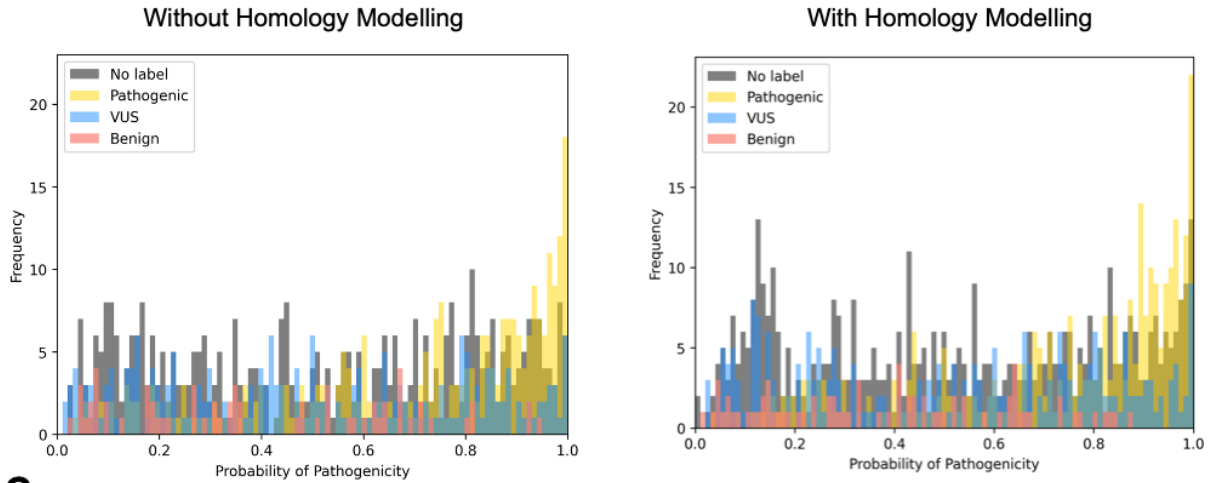 Without Homology Modelling
With Homology Modelling
No label
Pathogenic
VUS
Benign
Frequency
20
15
10
5
0
0.0 0.2 0.4 0.6 0.8 1.0
Probability of Pathogenicity
No label
Pathogenic
VUS
Benign
Frequency
20
15
10
5
0
0.0 0.2 0.4 0.6 0.8 1.0
Probability of Pathogenicity